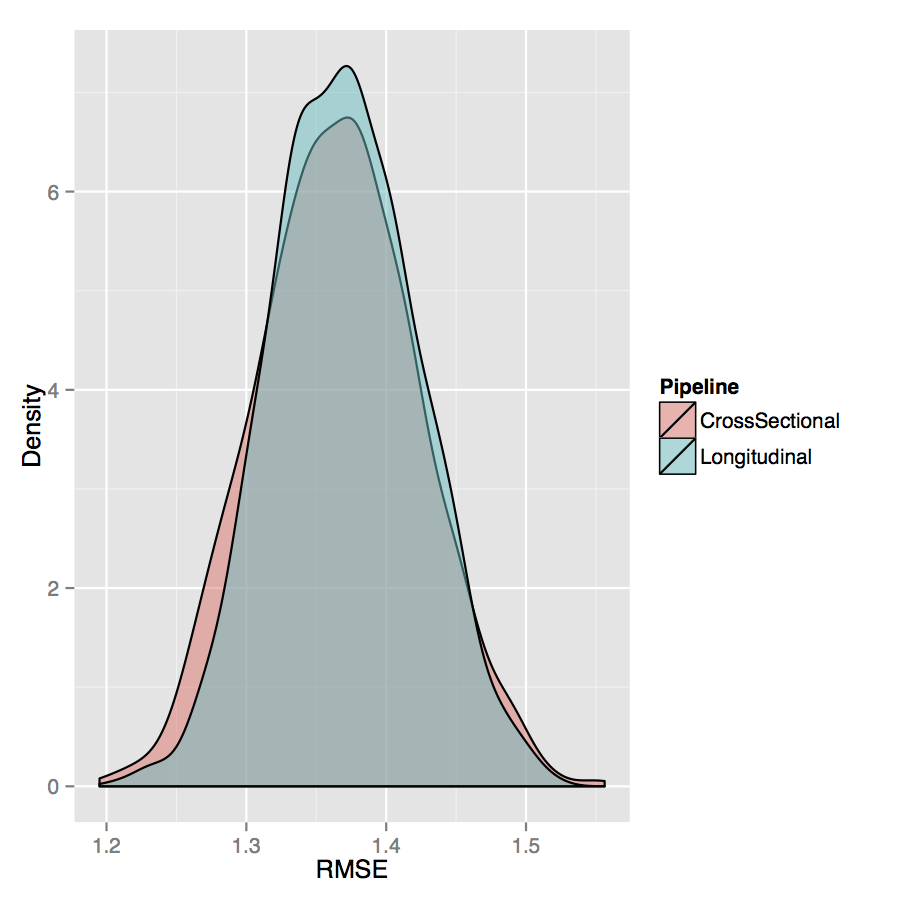 Density
6
4
2
0
1.2 1.3 1.4 1.5
RMSE
Pipeline
CrossSectional
Longitudinal